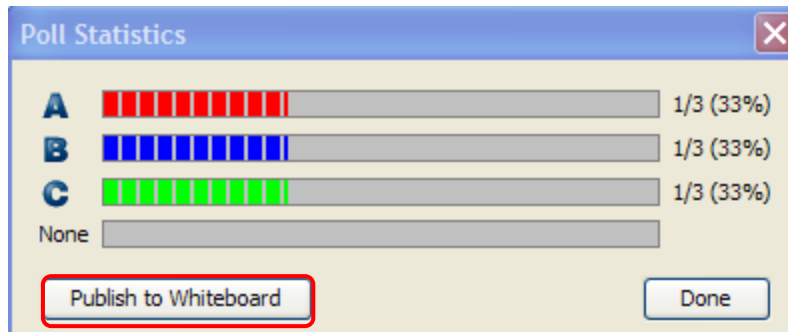 Poll Statistics
A 1/3 (33%)
B 1/3 (33%)
C 1/3 (33%)
None
Publish to Whiteboard Done